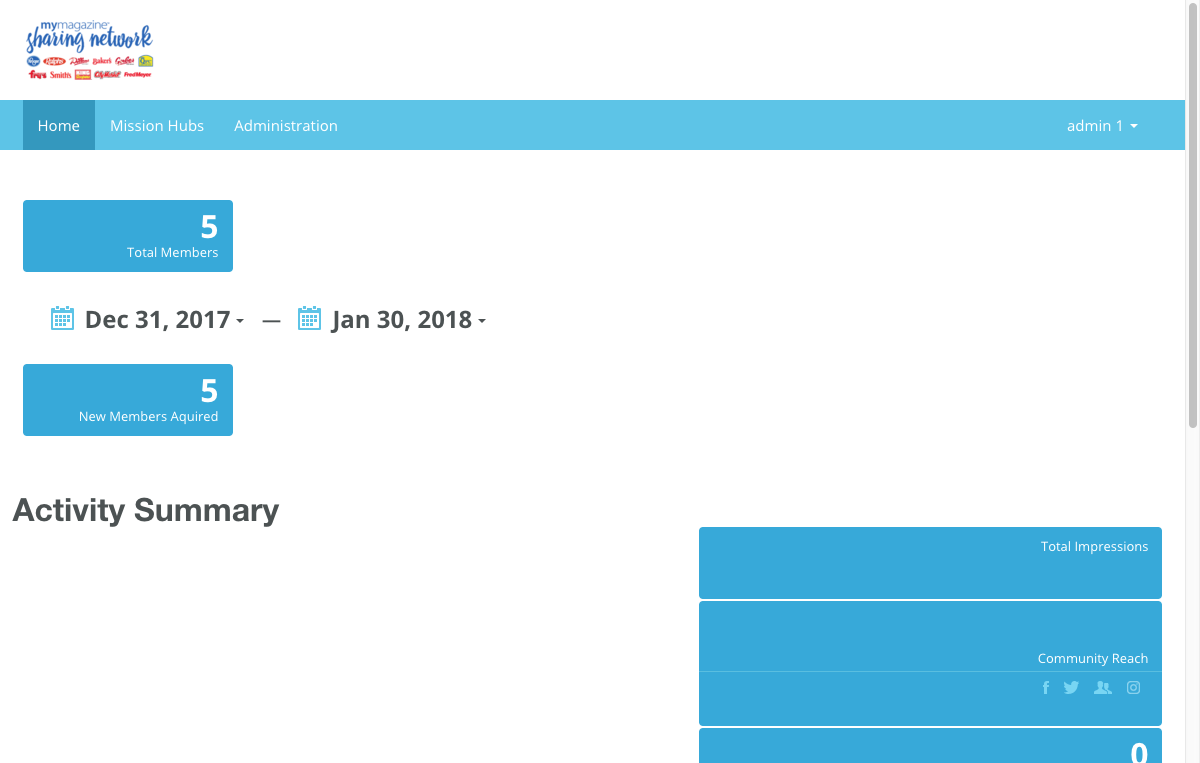 mymagazine
sharing network
Kroger Ralphs Dillons Baker's Gerbes QFC
fry's Smith's King Soopers City Market Fred Meyer
Home Mission Hubs Administration admin 1
5
Total Members
Dec 31, 2017 — Jan 30, 2018
5
New Members Aquired
Activity Summary
Total Impressions
Community Reach
0